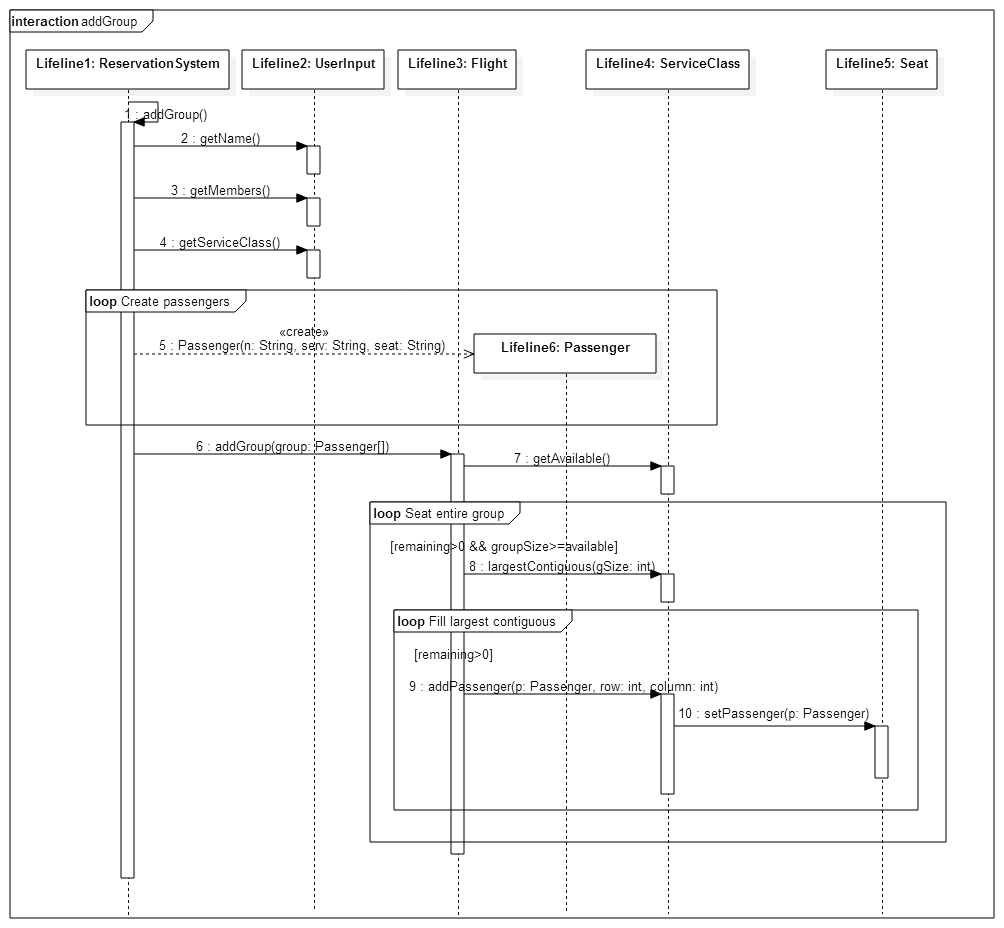 interaction addGroup
Lifeline1: ReservationSystem
Lifeline2: UserInput
Lifeline3: Flight
Lifeline4: ServiceClass
Lifeline5: Seat
1 : addGroup()
2 : getName()
3 : getMembers()
4 : getServiceClass()
loop Create passengers
«create»
5 : Passenger(n: String, serv: String, seat: String)
Lifeline6: Passenger
6 : addGroup(group: Passenger[])
7 : getAvailable()
loop Seat entire group
[remaining>0 && groupSize>=available]
8 : largestContiguous(gSize: int)
loop Fill largest contiguous
[remaining>0]
9 : addPassenger(p: Passenger, row: int, column: int)
10 : setPassenger(p: Passenger)